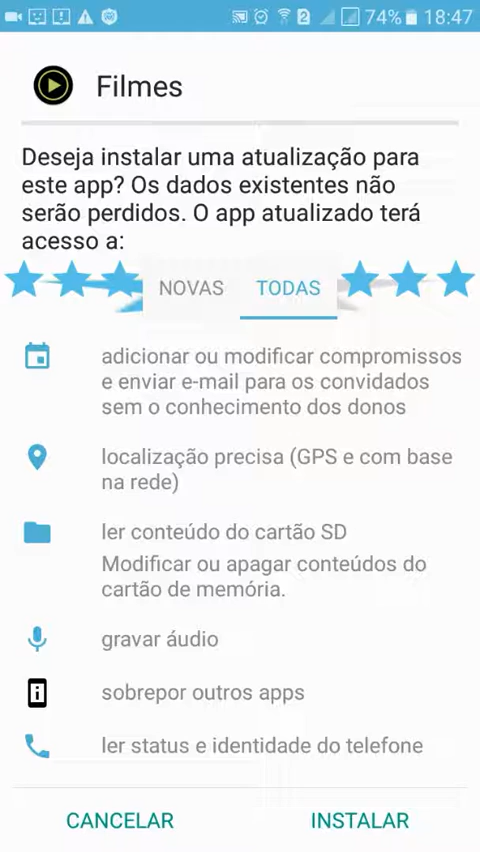 74% 18:47
Filmes
Deseja instalar uma atualização para
este app? Os dados existentes não
serão perdidos. O app atualizado terá
acesso a:
NOVAS TODAS
adicionar ou modificar compromissos
e enviar e-mail para os convidados
sem o conhecimento dos donos
localização precisa (GPS e com base
na rede)
ler conteúdo do cartão SD
Modificar ou apagar conteúdos do
cartão de memória.
gravar áudio
sobrepor outros apps
ler status e identidade do telefone
CANCELAR INSTALAR